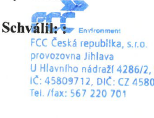 Schválil:
FCC Environment
FCC Česká republika, s.r.o.
provozovna Jihlava
U Hlavního nádraží 4286/2,
IČ: 45809712, DIČ: CZ 4580
Tel. /fax: 567 220 701